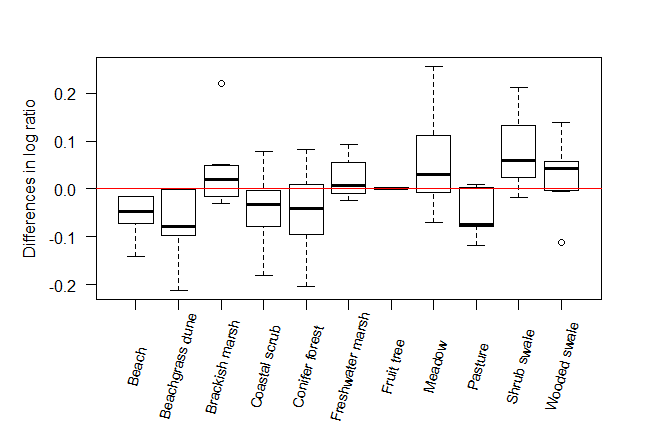 Differences in log ratio
0.2
0.1
0.0
-0.1
-0.2
Beach
Beachgrass dune
Brackish marsh
Coastal scrub
Conifer forest
Freshwater marsh
Fruit tree
Meadow
Pasture
Shrub swale
Wooded swale